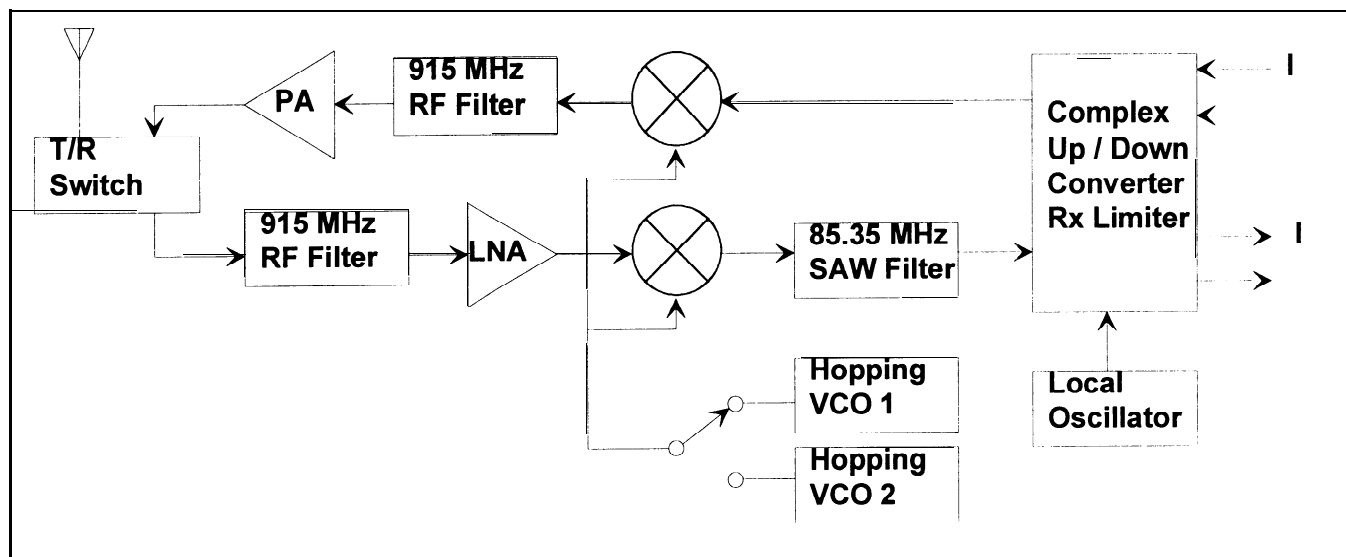 915 MHz
RF Filter
PA
T/R
Switch
915 MHz
RF Filter
LNA
85.35 MHz
SAW Filter
Complex
Up / Down
Converter
Rx Limiter
I
I
Hopping
VCO 1
Hopping
VCO 2
Local
Oscillator